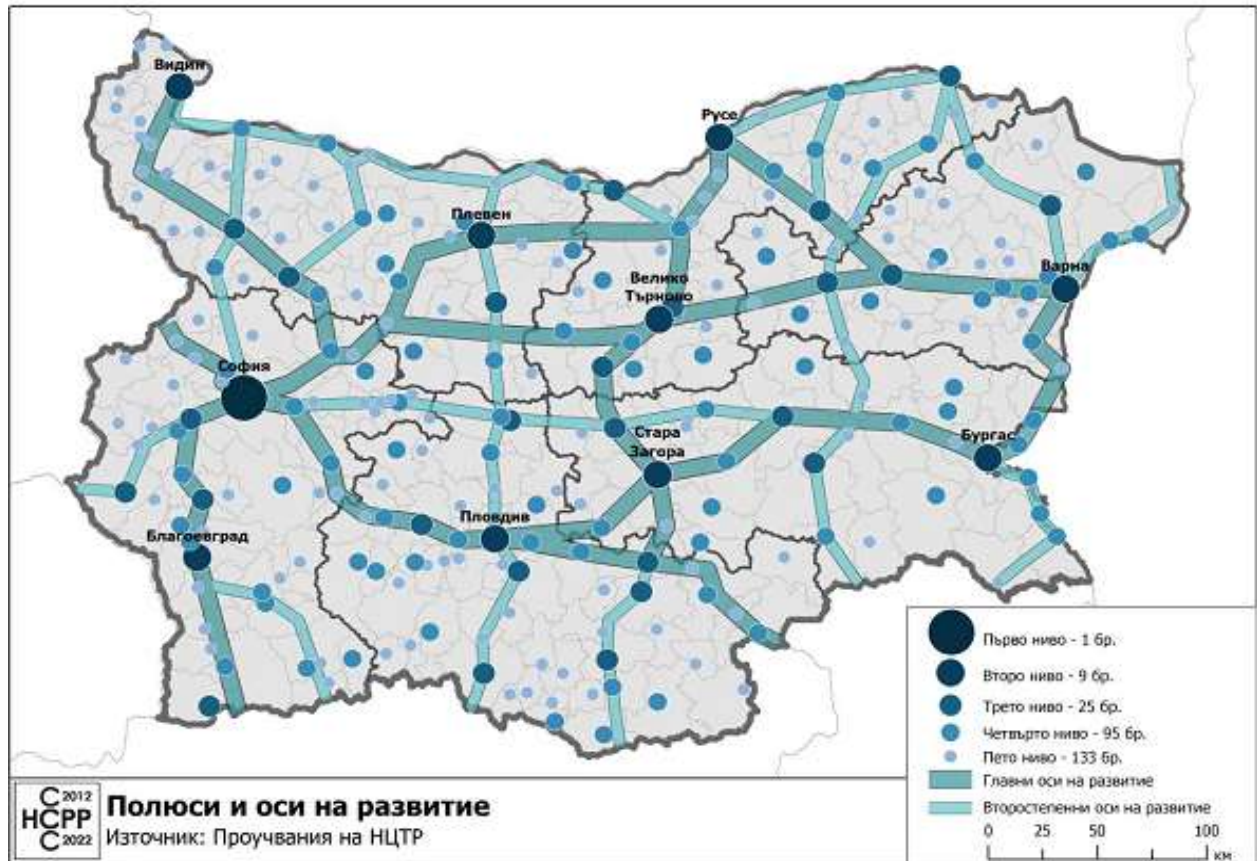 Видин
Русе
Плевен
Велико
Търново
Варна
София
Стара
Загора
Бургас
Пловдив
Благоевград
Първо ниво - 1 бр.
Второ ниво - 9 бр.
Трето ниво - 25 бр.
Четвърто ниво - 95 бр.
Пето ниво - 133 бр.
Главни оси на развитие
Второстепенни оси на развитие
0 25 50 100
км
С 2012
НСРР
С 2022
Полюси и оси на развитие
Източник: Проучвания на НЦТР